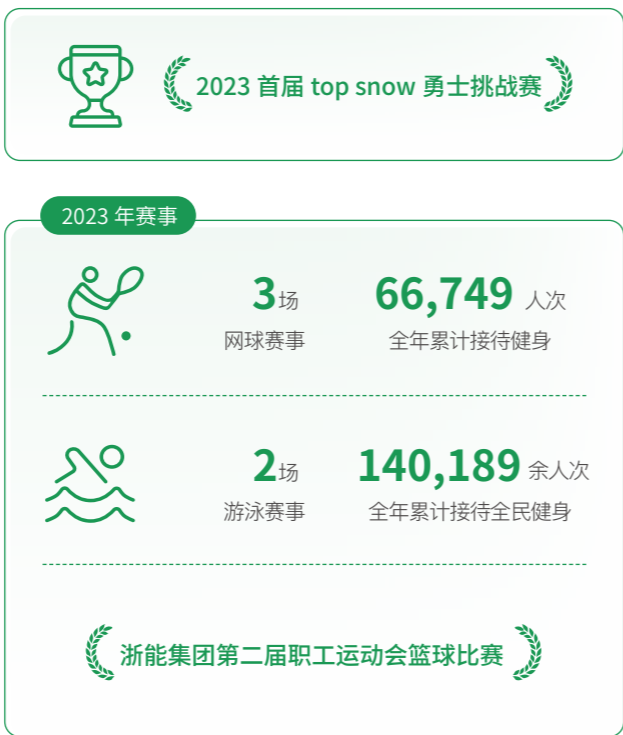 2023 首届 top snow 勇士挑战赛
2023 年赛事
3场
网球赛事
66,749 人次
全年累计接待健身
2场
游泳赛事
140,189 余人次
全年累计接待全民健身
浙能集团第二届职工运动会篮球比赛